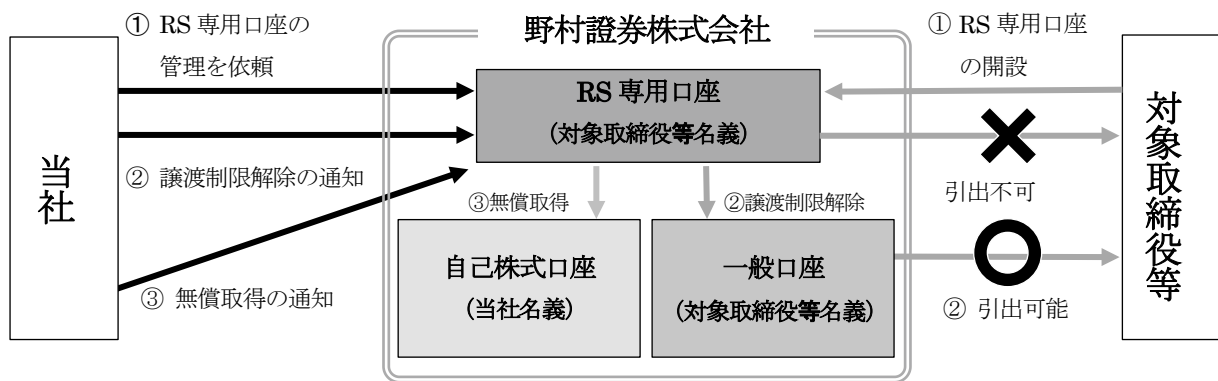 ① RS 専用口座の
管理を依頼
野村證券株式会社
① RS 専用口座
の開設
当社
RS 専用口座
(対象取締役等名義)
対象取締役等
② 譲渡制限解除の通知
引出不可
③無償取得
②譲渡制限解除
自己株式口座
(当社名義)
一般口座
(対象取締役等名義)
③ 無償取得の通知
② 引出可能